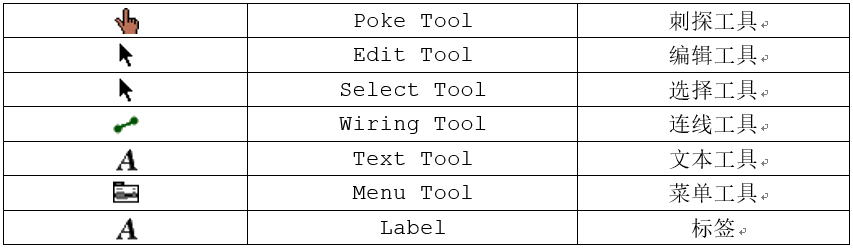 Poke Tool 刺探工具
Edit Tool 编辑工具
Select Tool 选择工具
Wiring Tool 连线工具
Text Tool 文本工具
Menu Tool 菜单工具
Label 标签